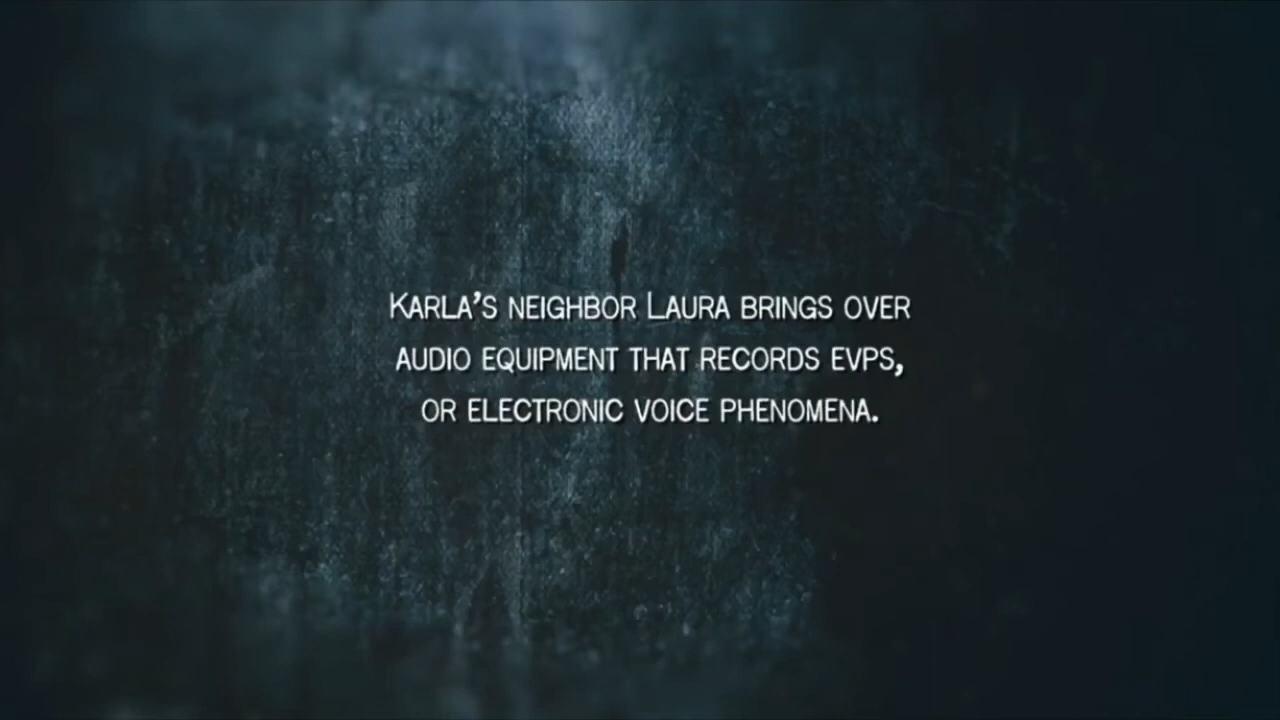 Karla's neighbor Laura brings over
audio equipment that records EVPs,
or electronic voice phenomena.